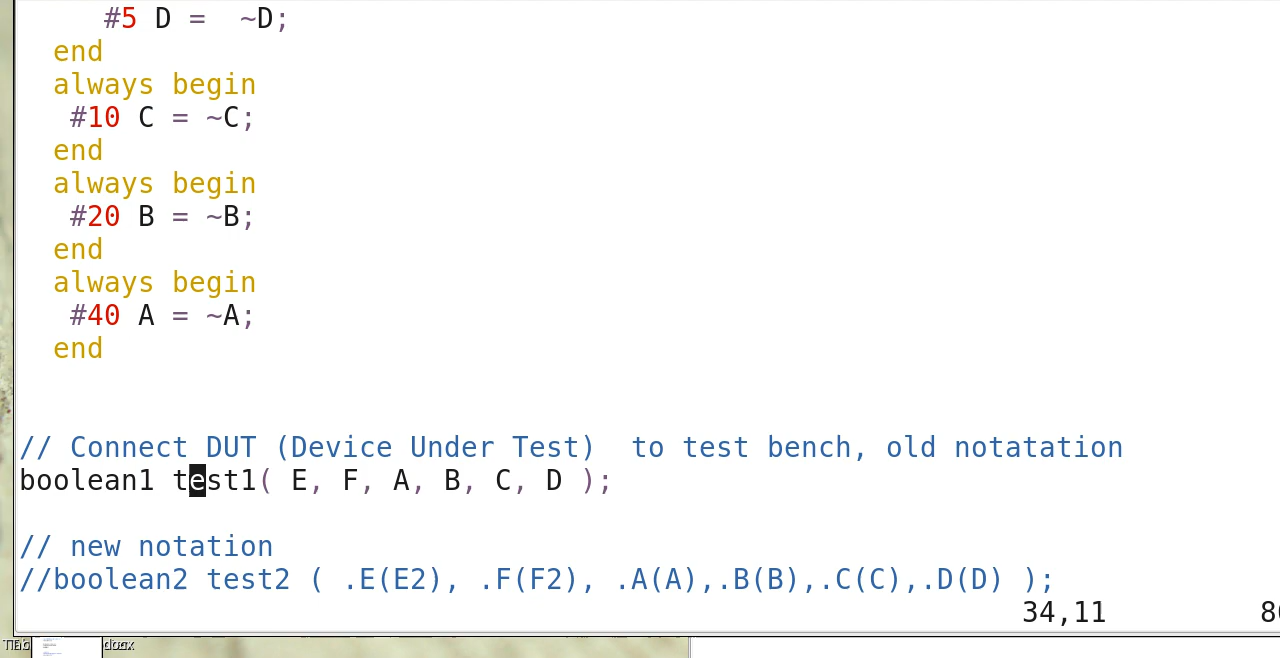 #5 D =  ~D;
end
always begin
#10 C = ~C;
end
always begin
#20 B = ~B;
end
always begin
#40 A = ~A;
end
// Connect DUT (Device Under Test)  to test bench, old notatation
boolean1 test1( E, F, A, B, C, D );
// new notation
//boolean2 test2 ( .E(E2), .F(F2), .A(A),.B(B),.C(C),.D(D) );
34,11